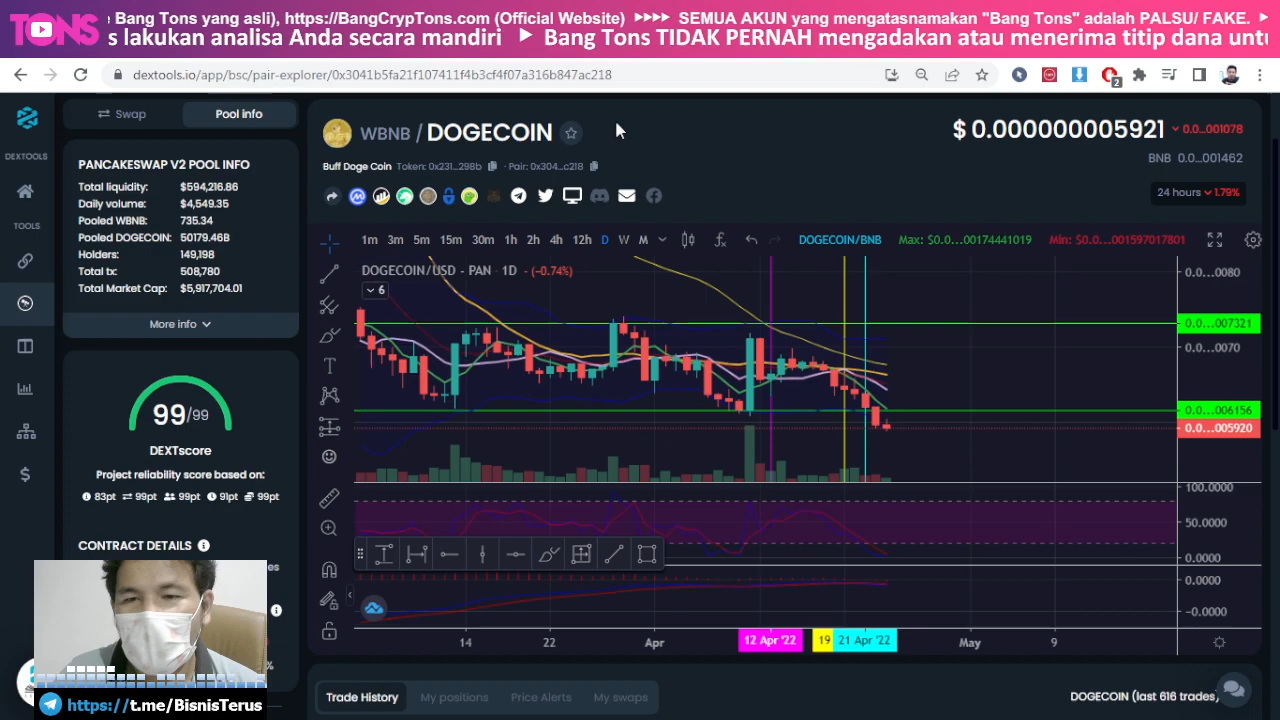 TONS
e Bang Tons yang asli), https://BangCrypTons.com (Official Website) ▸▸▸▸ SEMUA AKUN yang mengatasnamakan "Bang Tons" adalah PALSU/ FAKE.
s lakukan analisa Anda secara mandiri ▶ Bang Tons TIDAK PERNAH mengadakan atau menerima titip dana untu
dextools.io/app/bsc/pair-explorer/0x3041b5fa21f107411f4b3cf4f07a316b847ac218
2
DEXTOOLS
TOOLS
Swap
Pool info
PANCAKESWAP V2 POOL INFO
Total liquidity: $594,216.86
Daily volume: $4,549.35
Pooled WBNB: 735.34
Pooled DOGECOIN: 50179.46B
Holders: 149,198
Total tx: 508,780
Total Market Cap: $5,917,704.01
More info
99/99
DEXTscore
Project reliability score based on:
83pt 99pt 99pt 91pt 99pt
CONTRACT DETAILS
WBNB / DOGECOIN
Buff Doge Coin Token: 0x231...298b - Pair: 0x304...c218
$ 0.000000005921 0.0...001078
BNB 0.0...001462
24 hours 1.79%
1m 3m 5m 15m 30m 1h 2h 4h 12h D W M
DOGECOIN/BNB Max: $0.0...00174441019 Min: $0.0...001597017801
DOGECOIN/USD - PAN · 1D - (-0.74%)
6
0.0...0080
0.0...007321
0.0...0070
0.0...006156
0.0...005920
100.0000
50.0000
0.0000
0.0000
-0.0000
14 22 Apr 12 Apr '22 19 21 Apr '22 May 9
Trade History My positions Price Alerts My swaps
DOGECOIN (last 616 trades)
https://t.me/BisnisTerus